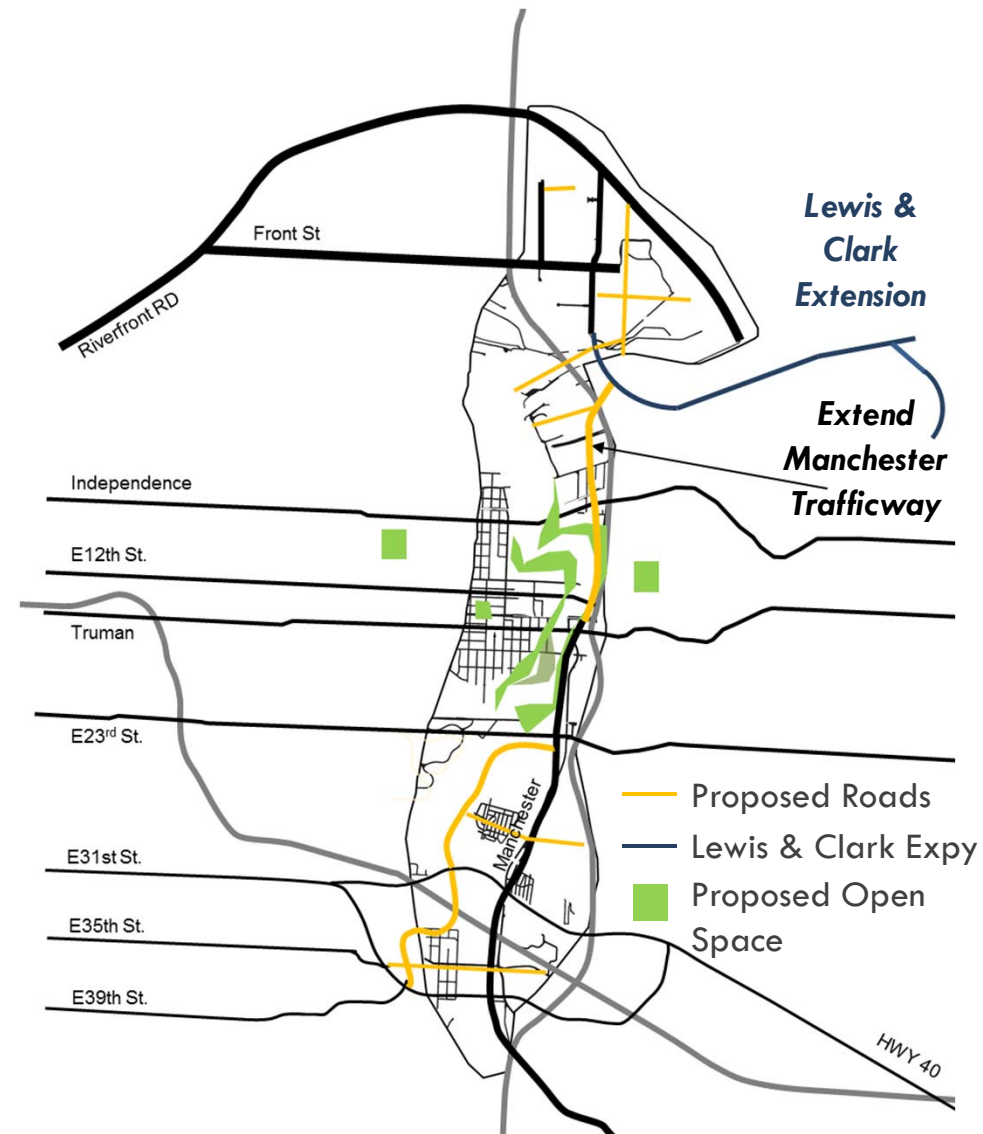 Lewis &
Clark
Extension
Front St
Riverfront RD
Extend
Manchester
Trafficway
Independence
E12th St.
Truman
E23rd St.
Manchester
Proposed Roads
Lewis & Clark Expy
Proposed Open
Space
E31st St.
E35th St.
E39th St.
HWY 40